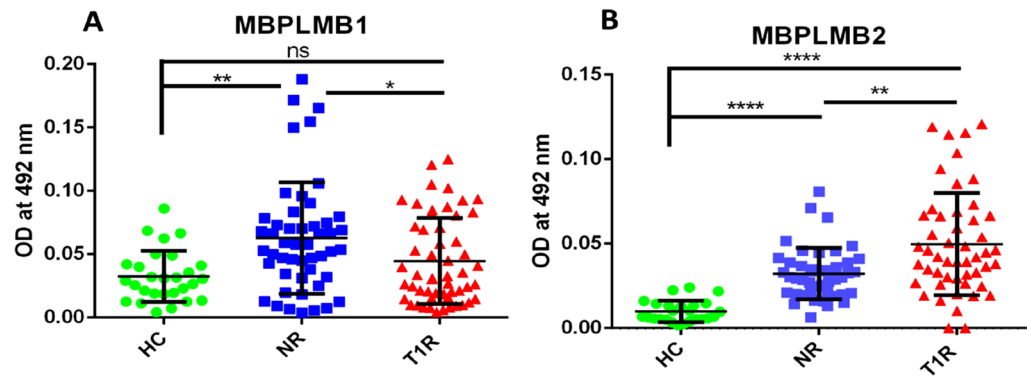 A
MBPLMB1
ns
**
*
OD at 492 nm
0.20
0.15
0.10
0.05
0.00
HC
NR
T1R
B
MBPLMB2
****
****
**
OD at 492 nm
0.15
0.10
0.05
0.00
HC
NR
T1R